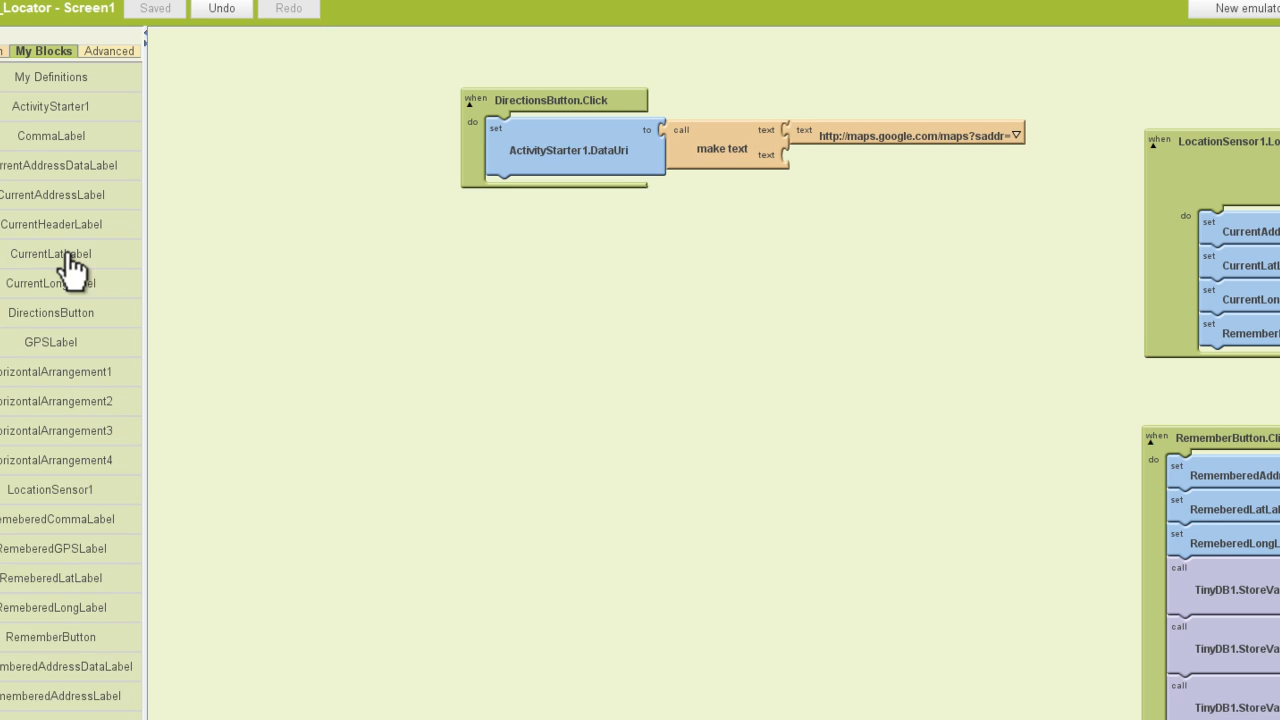 _Locator - Screen1
Saved
Undo
Redo
New emulato
My Blocks
Advanced
My Definitions
ActivityStarter1
CommaLabel
rrentAddressDataLabel
CurrentAddressLabel
CurrentHeaderLabel
CurrentLatLabel
CurrentLongLabel
DirectionsButton
GPSLabel
orizontalArrangement1
orizontalArrangement2
orizontalArrangement3
orizontalArrangement4
LocationSensor1
emeberedCommaLabel
RemeberedGPSLabel
RemeberedLatLabel
RemeberedLongLabel
RememberButton
mberedAddressDataLabel
memberedAddressLabel
when DirectionsButton.Click
do
set to
ActivityStarter1.DataUri
call text
make text text
text http://maps.google.com/maps?saddr=
when LocationSensor1.Lo
do
set CurrentAdd
set CurrentLatL
set CurrentLon
set Remember
when RememberButton.Cli
do
set RememberedAdd
set RemeberedLatLa
set RemeberedLongL
call
TinyDB1.StoreVa
call
TinyDB1.StoreVa
call
TinyDB1.StoreVa